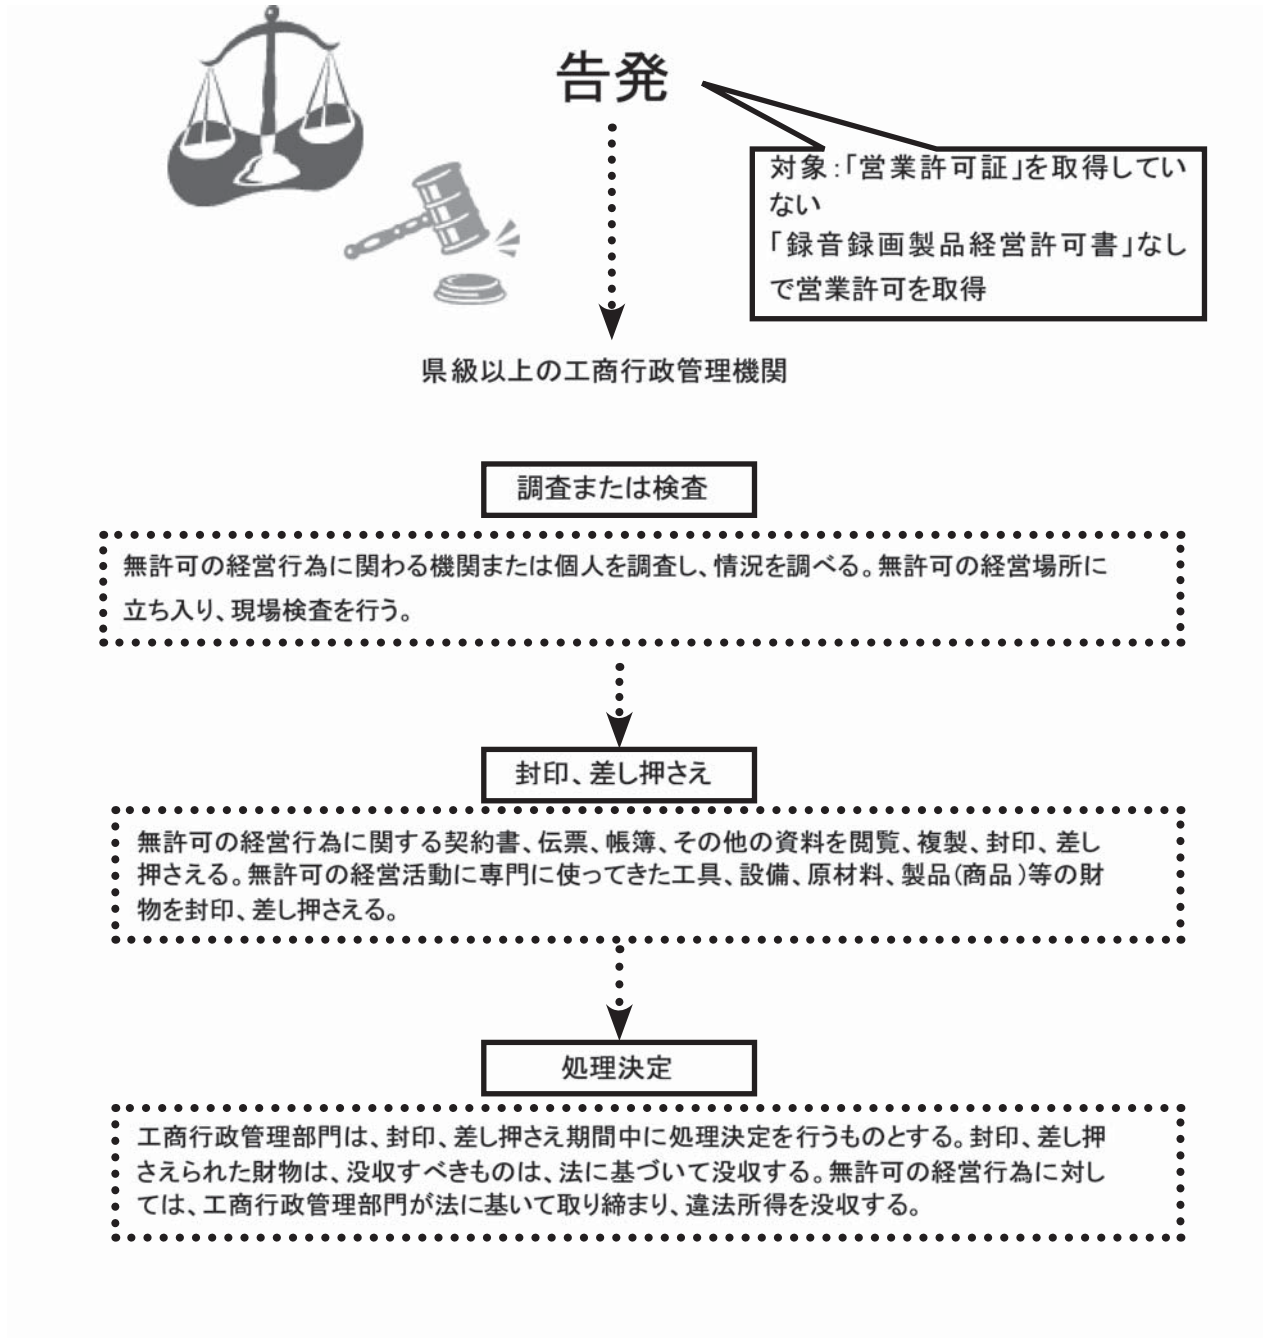 告発
対象:「営業許可証」を取得してい
ない
「録音録画製品経営許可書」なし
で営業許可を取得
県級以上の工商行政管理機関
調査または検査
無許可の経営行為に関わる機関または個人を調査し、情況を調べる。無許可の経営場所に
立ち入り、現場検査を行う。
封印、差し押さえ
無許可の経営行為に関する契約書、伝票、帳簿、その他の資料を閲覧、複製、封印、差し
押さえる。無許可の経営活動に専門に使ってきた工具、設備、原材料、製品(商品)等の財
物を封印、差し押さえる。
処理決定
工商行政管理部門は、封印、差し押さえ期間中に処理決定を行うものとする。封印、差し押
さえられた財物は、没収すべきものは、法に基づいて没収する。無許可の経営行為に対し
ては、工商行政管理部門が法に基いて取り締まり、違法所得を没収する。